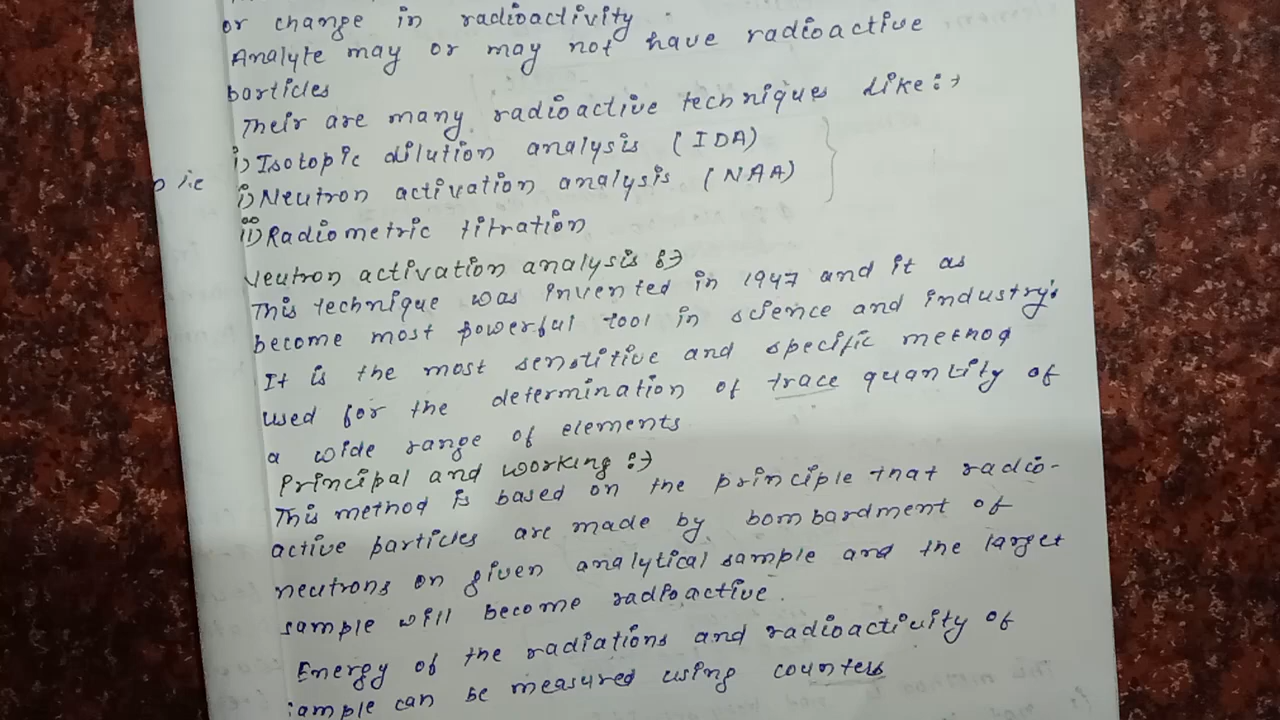 or change in radioactivity.
Analyte may or may not have radioactive
particles
Their are many radioactive techniques like :→
i) Isotopic dilution analysis (IDA)
ie ii) Neutron activation analysis (NAA)
iii) Radiometric titration
Neutron activation analysis :→
This technique was invented in 1947 and it as
become most powerful tool in science and industry.
It is the most senstitive and specific method
used for the determination of trace quantity of
a wide range of elements
Principal and working :→
This method is based on the principle that radio-
active particles are made by bombardment of
neutrons on given analytical sample and the target
sample will become radioactive.
Energy of the radiations and radioactivity of
sample can be measured using counters